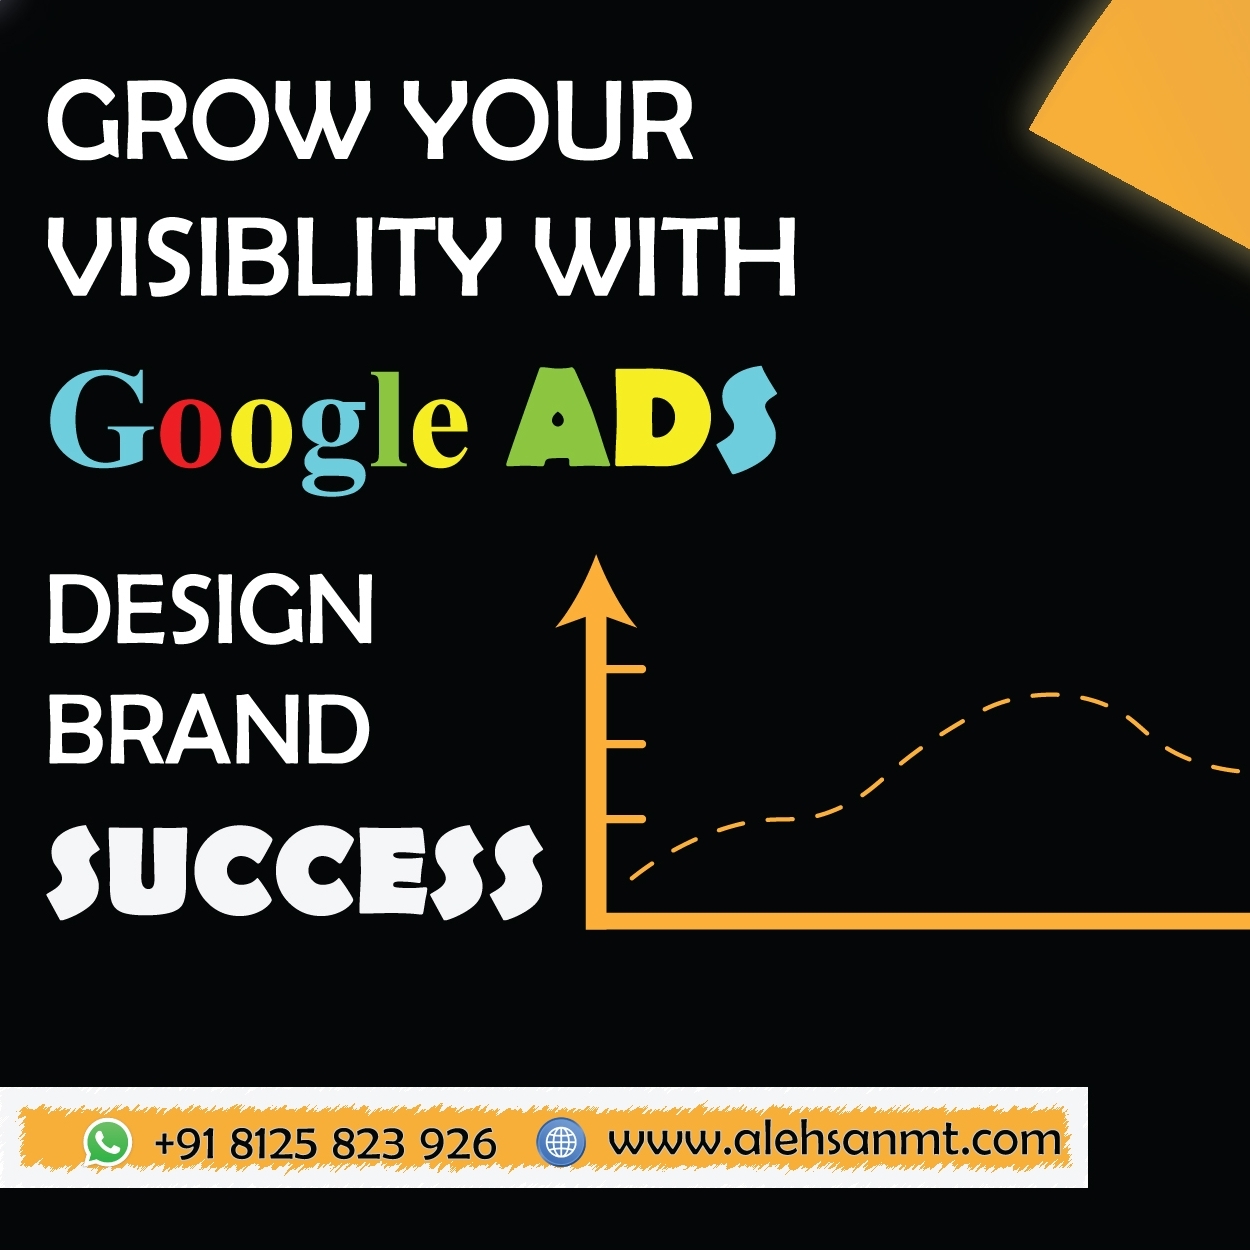 GROW YOUR
VISIBLITY WITH
Google ADS
DESIGN
BRAND
SUCCESS
+91 8125 823 926 www.alehsanmt.com